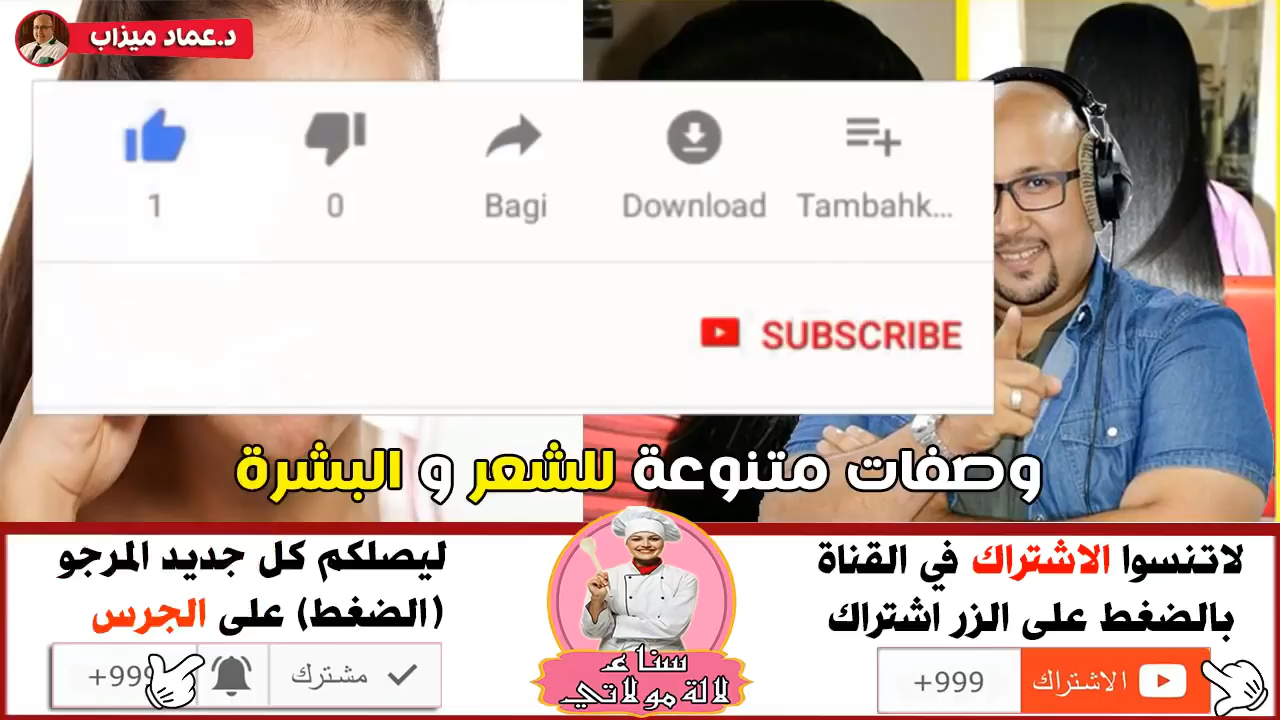 د.عماد ميزاب
1
0
Bagi
Download
Tambahk...
SUBSCRIBE
وصفات متنوعة للشعر و البشرة
لاتنسوا الاشتراك في القناة
بالضغط على الزر اشتراك
+999
الاشتراك
ليصلكم كل جديد المرجو
(الضغط) على الجرس
+999
مشترك
سناء
لالة مولاتي